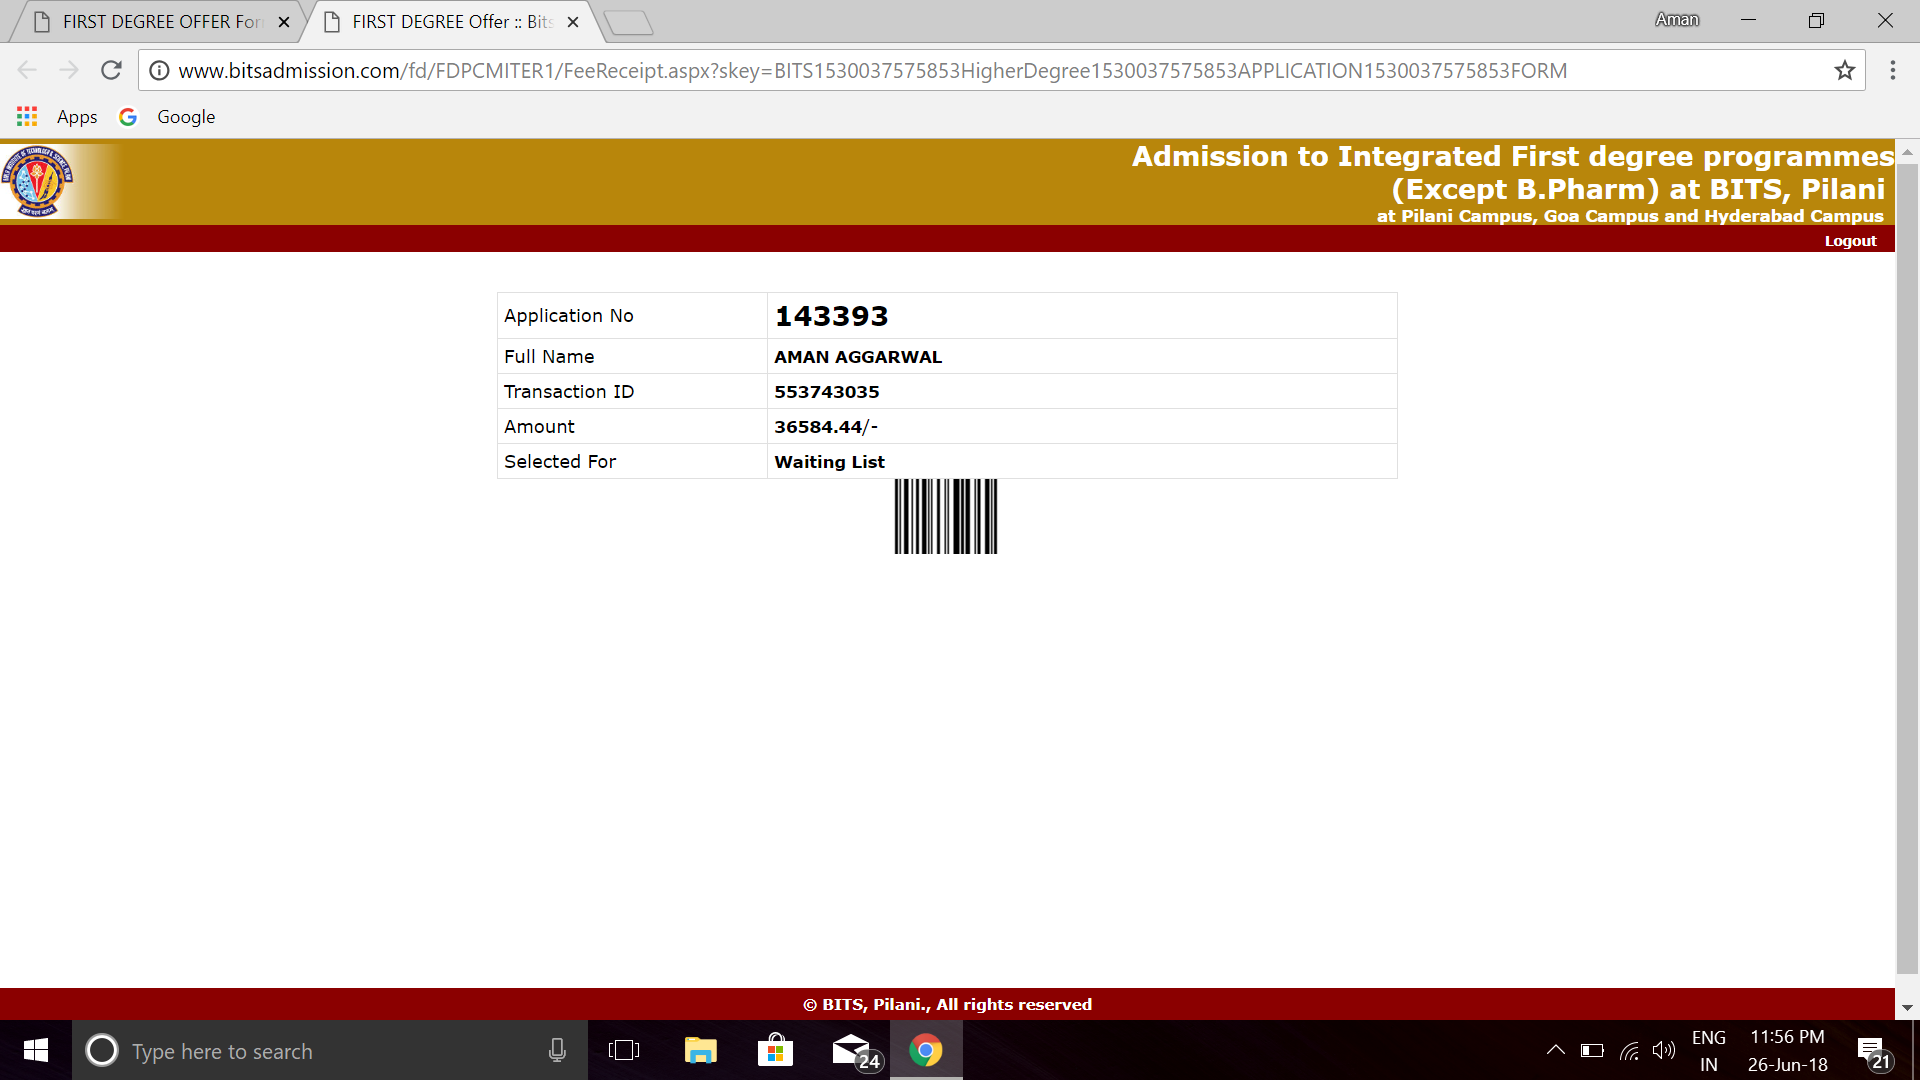 FIRST DEGREE OFFER For
FIRST DEGREE Offer :: Bits
Aman
www.bitsadmission.com/fd/FDPCMITER1/FeeReceipt.aspx?skey=BITS1530037575853HigherDegree1530037575853APPLICATION1530037575853FORM
Apps Google
Admission to Integrated First degree programmes
(Except B.Pharm) at BITS, Pilani
at Pilani Campus, Goa Campus and Hyderabad Campus
Logout
Application No 143393
Full Name AMAN AGGARWAL
Transaction ID 553743035
Amount 36584.44/-
Selected For Waiting List
© BITS, Pilani., All rights reserved
Type here to search
24
ENG
IN
11:56 PM
26-Jun-18
21